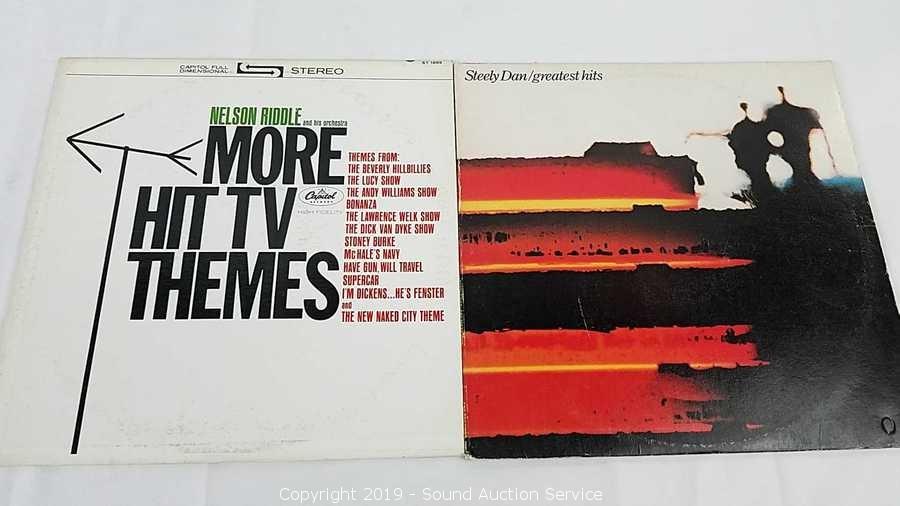 CAPITOL FULL
DIMENSIONAL
STEREO
NELSON RIDDLE
and his orchestra
MORE
HIT TV
THEMES
Capitol
RECORDS
HIGH FIDELITY
THEMES FROM:
THE BEVERLY HILLBILLIES
THE LUCY SHOW
THE ANDY WILLIAMS SHOW
BONANZA
THE LAWRENCE WELK SHOW
THE DICK VAN DYKE SHOW
STONEY BURKE
McHALE'S NAVY
HAVE GUN, WILL TRAVEL
SUPERCAR
I'M DICKENS...HE'S FENSTER
and
THE NEW NAKED CITY THEME
Steely Dan/greatest hits
Copyright 2019 - Sound Auction Service